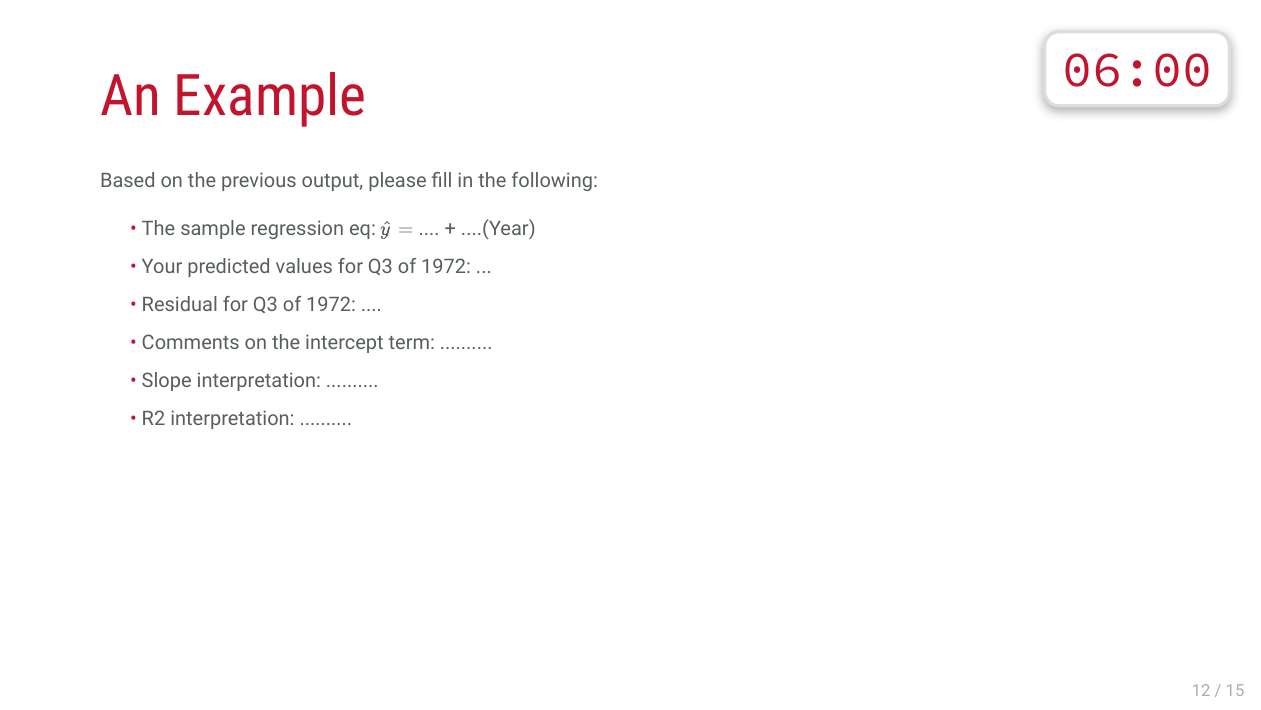 06:00
An Example
Based on the previous output, please fill in the following:
• The sample regression eq: ŷ = .... + ....(Year)
• Your predicted values for Q3 of 1972: ...
• Residual for Q3 of 1972: ....
• Comments on the intercept term: ..........
• Slope interpretation: ..........
• R2 interpretation: ..........
12 / 15